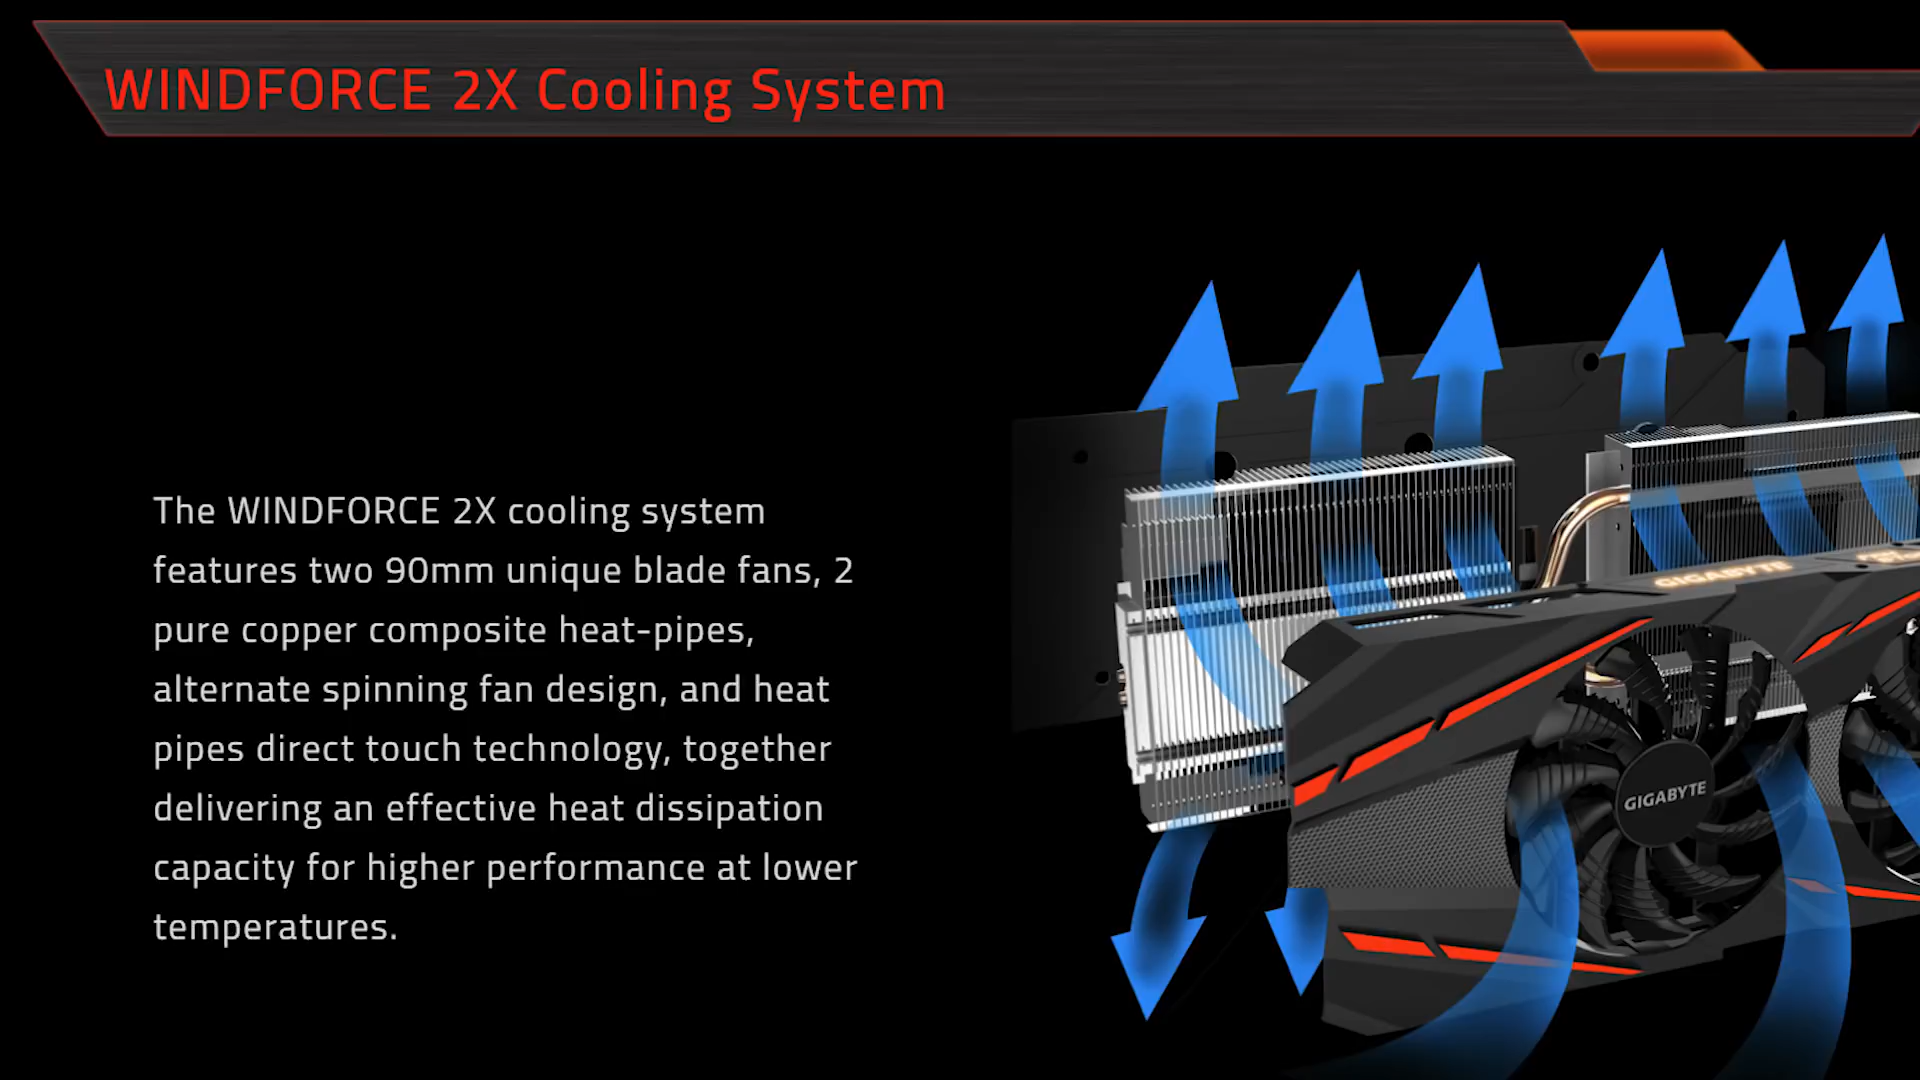 WINDFORCE 2X Cooling System
The WINDFORCE 2X cooling system
features two 90mm unique blade fans, 2
pure copper composite heat-pipes,
alternate spinning fan design, and heat
pipes direct touch technology, together
delivering an effective heat dissipation
capacity for higher performance at lower
temperatures.
GIGABYTE
GIGABYTE